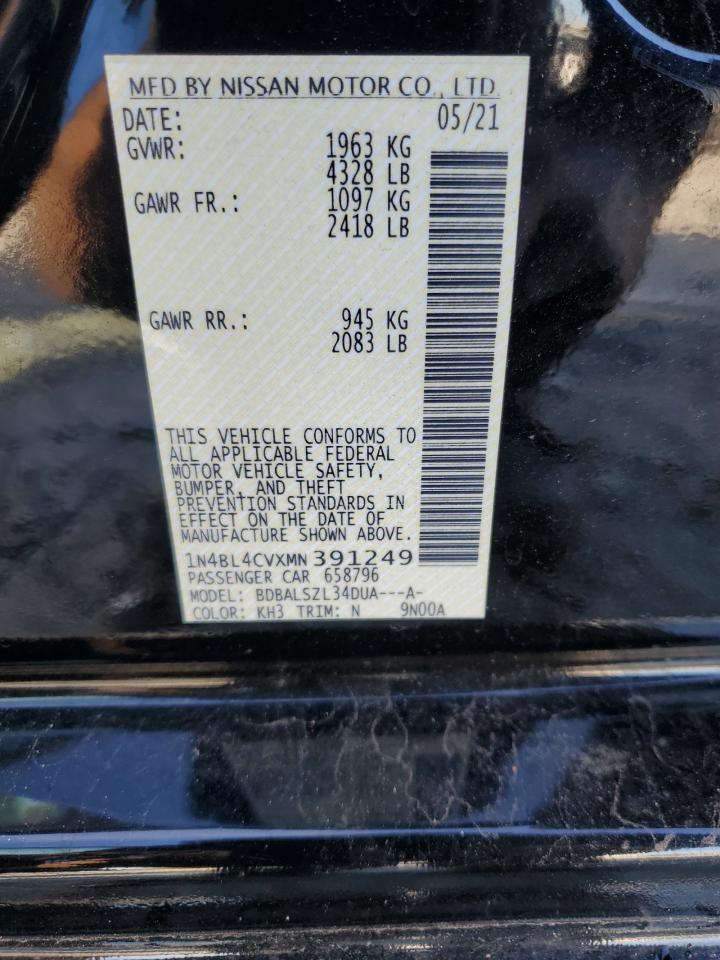 MFD BY NISSAN MOTOR CO., LTD.
DATE: 05/21
GVWR: 1963 KG
4328 LB
GAWR FR.: 1097 KG
2418 LB
GAWR RR.: 945 KG
2083 LB
THIS VEHICLE CONFORMS TO
ALL APPLICABLE FEDERAL
MOTOR VEHICLE SAFETY,
BUMPER, AND THEFT
PREVENTION STANDARDS IN
EFFECT ON THE DATE OF
MANUFACTURE SHOWN ABOVE.
1N4BL4CVXMN 391249
PASSENGER CAR 658796
MODEL: BDBALSZL34DUA---A-
COLOR: KH3 TRIM: N 9N00A